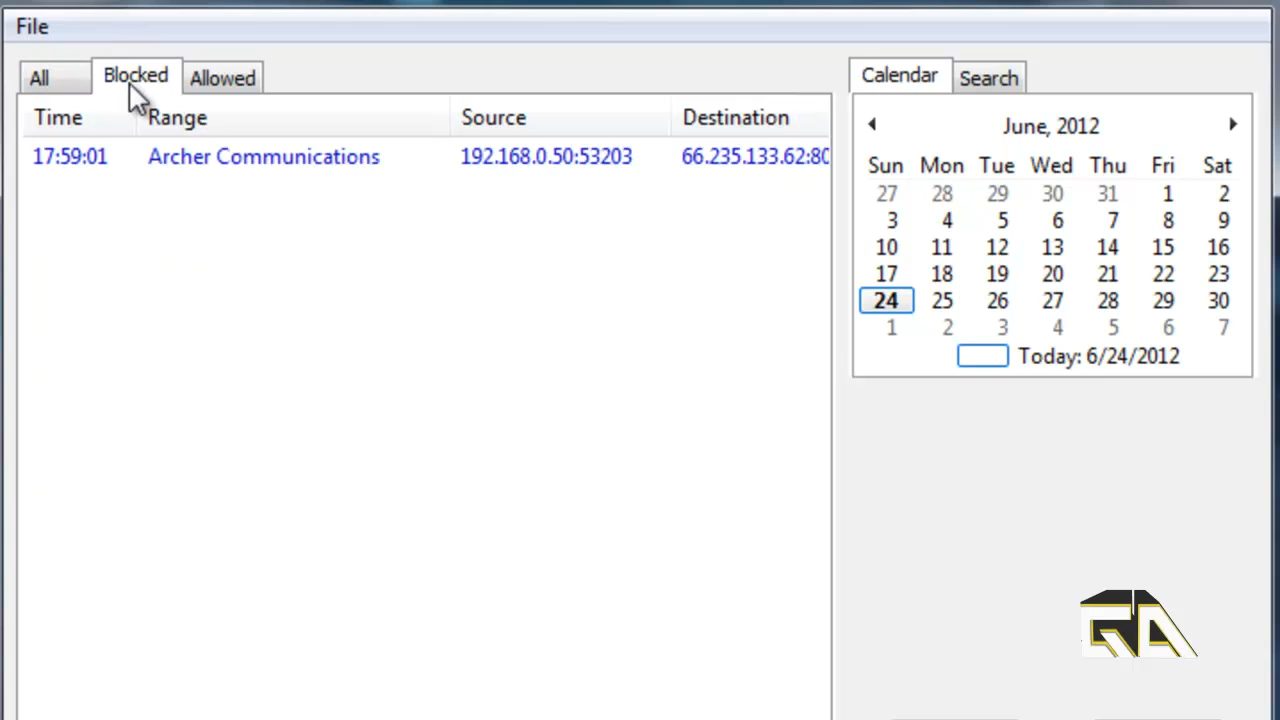 File
All Blocked Allowed
Time Range Source Destination
17:59:01 Archer Communications 192.168.0.50:53203 66.235.133.62:80
Calendar Search
June, 2012
Sun Mon Tue Wed Thu Fri Sat
27 28 29 30 31 1 2
3 4 5 6 7 8 9
10 11 12 13 14 15 16
17 18 19 20 21 22 23
24 25 26 27 28 29 30
1 2 3 4 5 6 7
Today: 6/24/2012
GA